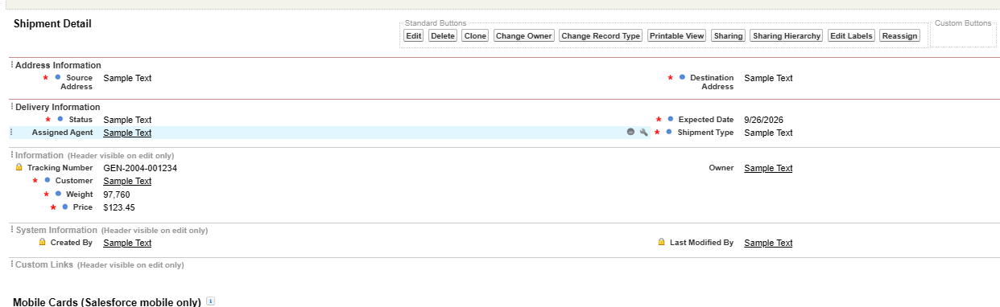 Shipment Detail
Standard Buttons
Custom Buttons
Edit Delete Clone Change Owner Change Record Type Printable View Sharing Sharing Hierarchy Edit Labels Reassign
Address Information
* Source Address Sample Text
* Destination Address Sample Text
Delivery Information
* Status Sample Text
* Expected Date 9/26/2026
Assigned Agent Sample Text
* Shipment Type Sample Text
Information (Header visible on edit only)
Tracking Number GEN-2004-001234
Owner Sample Text
* Customer Sample Text
* Weight 97,760
* Price $123.45
System Information (Header visible on edit only)
Created By Sample Text
Last Modified By Sample Text
Custom Links (Header visible on edit only)
Mobile Cards (Salesforce mobile only) i